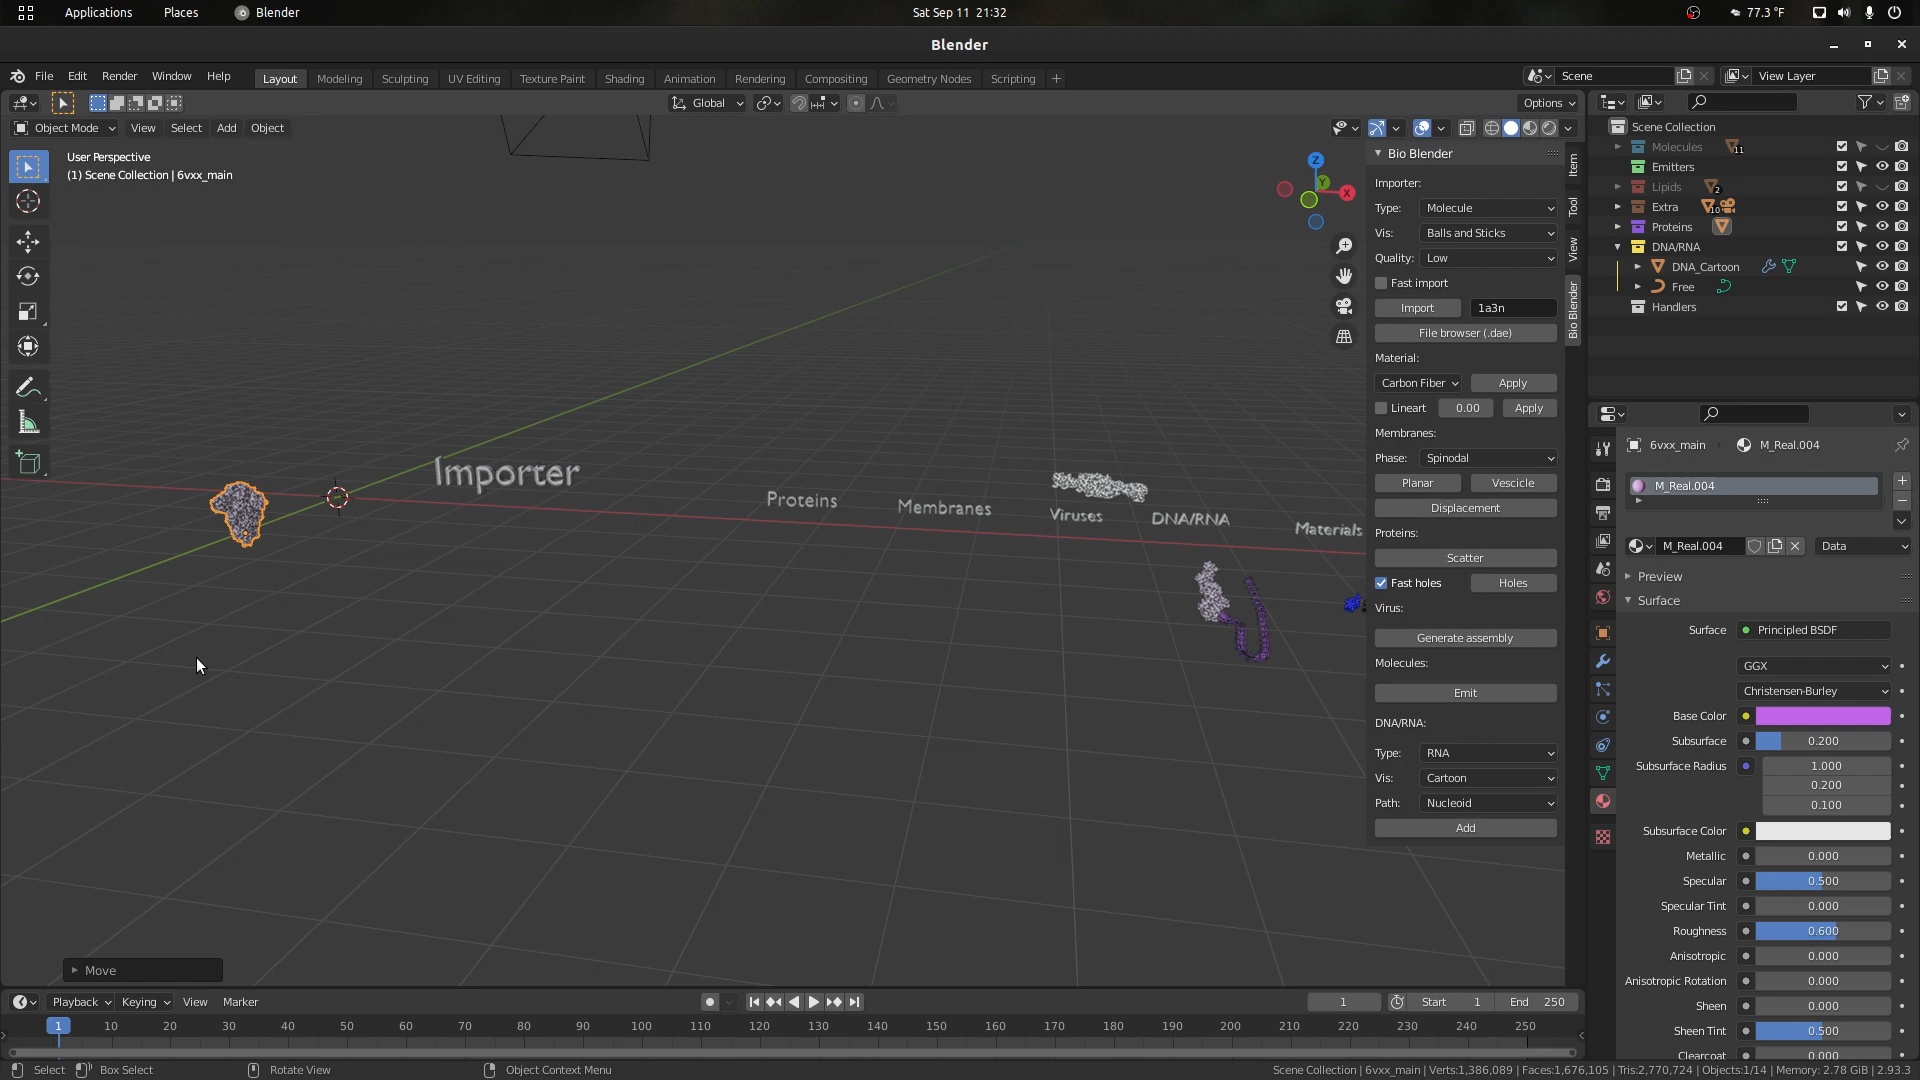 Applications Places Blender Sat Sep 11 21:32 77.3 °F
Blender
File Edit Render Window Help Layout Modeling Sculpting UV Editing Texture Paint Shading Animation Rendering Compositing Geometry Nodes Scripting + Scene View Layer
Global Options
Object Mode View Select Add Object
User Perspective
(1) Scene Collection | 6vxx_main
Z
Y
X
Importer
Proteins
Membranes
Viruses
DNA/RNA
Materials
Move
Bio Blender
Importer:
Type: Molecule
Vis: Balls and Sticks
Quality: Low
Fast import
Import 1a3n
File browser (.dae)
Material:
Carbon Fiber Apply
Lineart 0.00 Apply
Membranes:
Phase: Spinodal
Planar Vescicle
Displacement
Proteins:
Scatter
Fast holes Holes
Virus:
Generate assembly
Molecules:
Emit
DNA/RNA:
Type: RNA
Vis: Cartoon
Path: Nucleoid
Add
Item
Tool
View
Bio Blender
Scene Collection
Molecules 11
Emitters
Lipids 2
Extra 10
Proteins
DNA/RNA
DNA_Cartoon
Free
Handlers
6vxx_main M_Real.004
M_Real.004
M_Real.004 Data
Preview
Surface
Surface Principled BSDF
GGX
Christensen-Burley
Base Color
Subsurface 0.200
Subsurface Radius 1.000
0.200
0.100
Subsurface Color
Metallic 0.000
Specular 0.500
Specular Tint 0.000
Roughness 0.600
Anisotropic 0.000
Anisotropic Rotation 0.000
Sheen 0.000
Sheen Tint 0.500
Clearcoat 0.000
Playback Keying View Marker 1 Start 1 End 250
1 10 20 30 40 50 60 70 80 90 100 110 120 130 140 150 160 170 180 190 200 210 220 230 240 250
Select Box Select Rotate View Object Context Menu Scene Collection | 6vxx_main | Verts:1,386,089 | Faces:1,676,105 | Tris:2,770,724 | Objects:1/14 | Memory: 2.78 GiB | 2.93.3